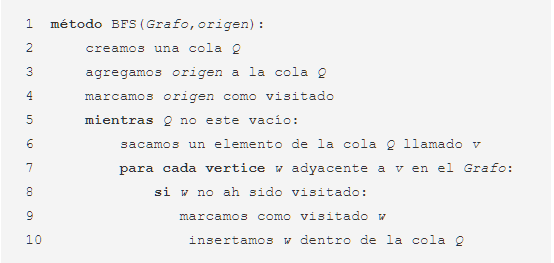 1 método BFS(Grafo,origen):
2 creamos una cola Q
3 agregamos origen a la cola Q
4 marcamos origen como visitado
5 mientras Q no este vacío:
6 sacamos un elemento de la cola Q llamado v
7 para cada vertice w adyacente a v en el Grafo:
8 si w no ah sido visitado:
9 marcamos como visitado w
10 insertamos w dentro de la cola Q